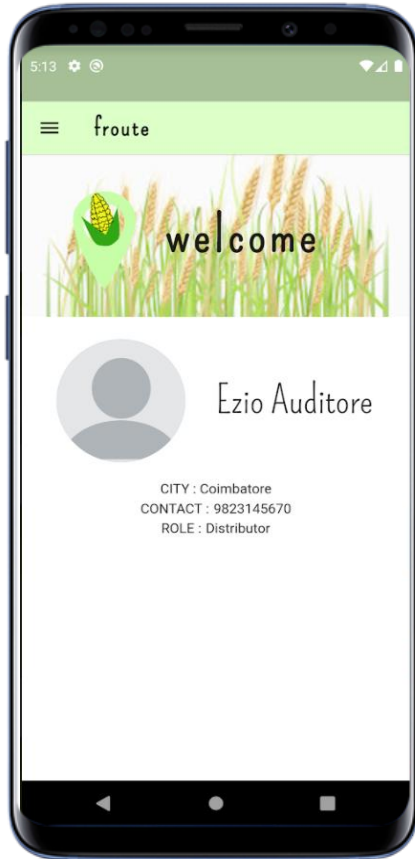 5:13
froute
welcome
Ezio Auditore
CITY : Coimbatore
CONTACT : 9823145670
ROLE : Distributor